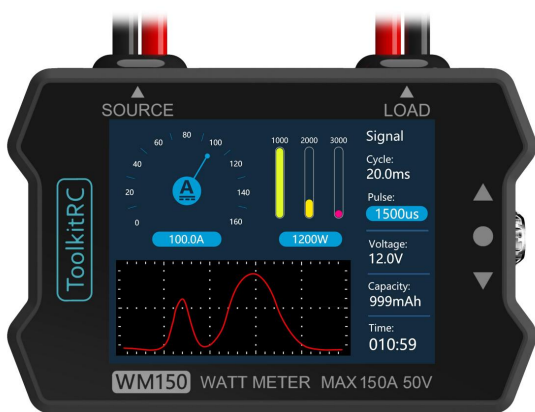 SOURCE
LOAD
0
20
40
60
80
100
120
140
160
A
100.0A
1000
2000
3000
1200W
Signal
Cycle:
20.0ms
Pulse:
1500us
Voltage:
12.0V
Capacity:
999mAh
Time:
010:59
ToolkitRC
WM150 WATT METER MAX 150A 50V